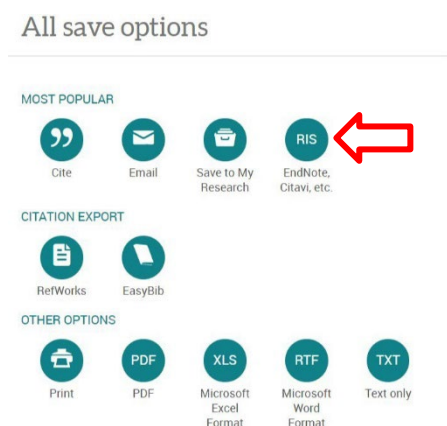 All save options
MOST POPULAR
RIS
Cite
Email
Save to My
Research
EndNote,
Citavi, etc.
CITATION EXPORT
RefWorks
EasyBib
OTHER OPTIONS
PDF
XLS
RTF
TXT
Print
PDF
Microsoft
Excel
Format
Microsoft
Word
Format
Text only